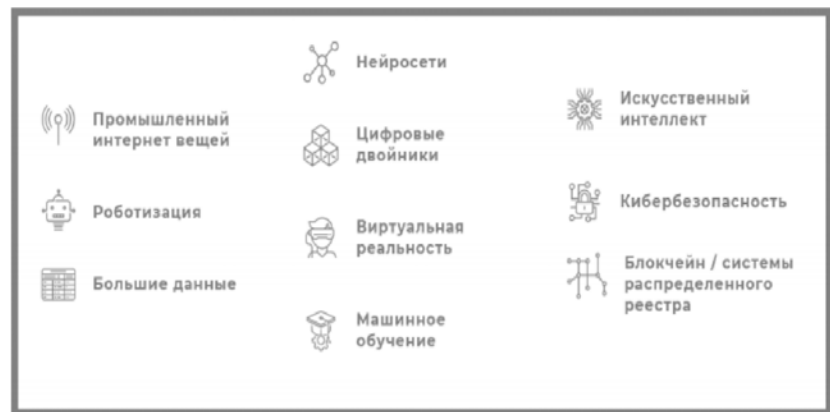 Промышленный
интернет вещей
Роботизация
Большие данные
Нейросети
Цифровые
двойники
Виртуальная
реальность
Машинное
обучение
Искусственный
интеллект
Кибербезопасность
Блокчейн / системы
распределенного
реестра